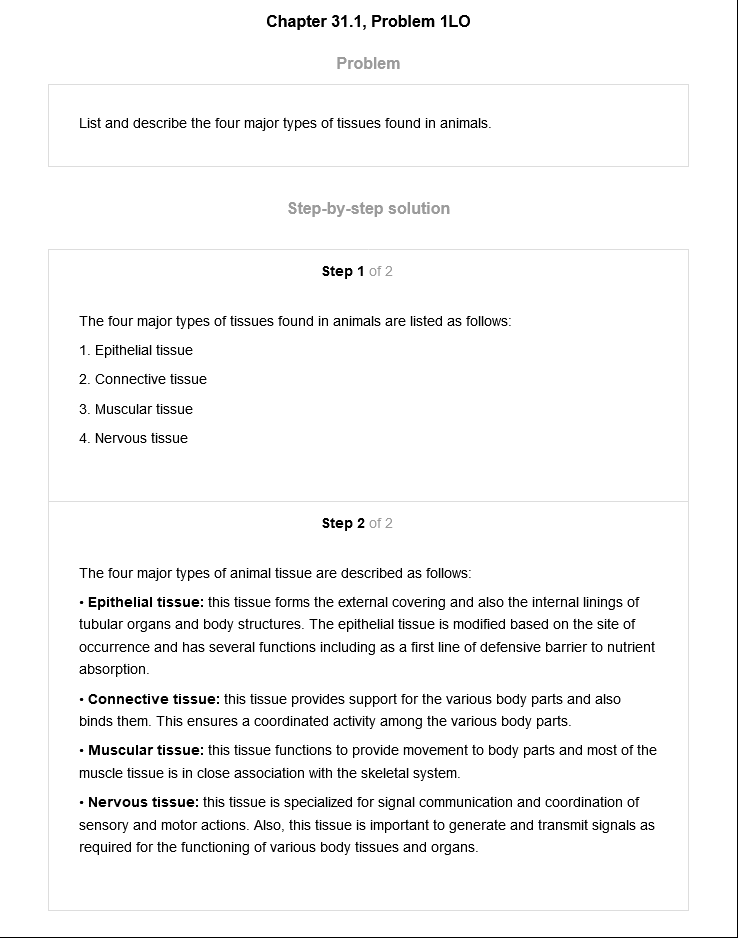 Chapter 31.1, Problem 1LO
Problem
List and describe the four major types of tissues found in animals.
Step-by-step solution
Step 1 of 2
The four major types of tissues found in animals are listed as follows:
1. Epithelial tissue
2. Connective tissue
3. Muscular tissue
4. Nervous tissue
Step 2 of 2
The four major types of animal tissue are described as follows:
• Epithelial tissue: this tissue forms the external covering and also the internal linings of
tubular organs and body structures. The epithelial tissue is modified based on the site of
occurrence and has several functions including as a first line of defensive barrier to nutrient
absorption.
• Connective tissue: this tissue provides support for the various body parts and also
binds them. This ensures a coordinated activity among the various body parts.
• Muscular tissue: this tissue functions to provide movement to body parts and most of the
muscle tissue is in close association with the skeletal system.
• Nervous tissue: this tissue is specialized for signal communication and coordination of
sensory and motor actions. Also, this tissue is important to generate and transmit signals as
required for the functioning of various body tissues and organs.